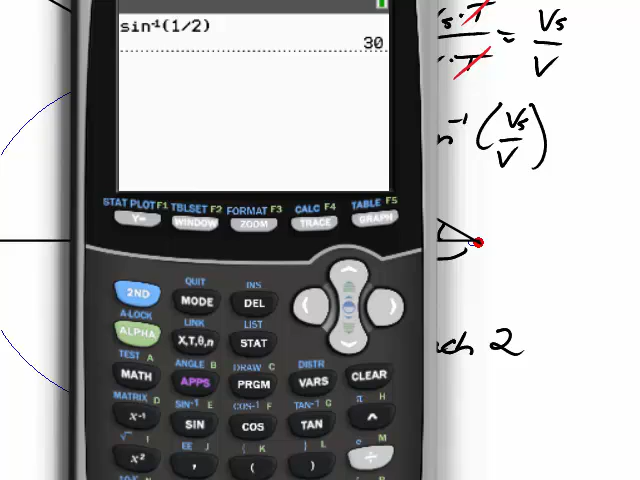 sin⁻¹(1/2)
30
s·T = Vs
·T V
n⁻¹ (Vs/V)
STAT PLOT F1 TBLSET F2 FORMAT F3 CALC F4 TABLE F5
Y= WINDOW ZOOM TRACE GRAPH
QUIT INS
2ND MODE DEL
A-LOCK LINK LIST
ALPHA X,T,θ,n STAT
ch 2
TEST A ANGLE B DRAW C DISTR
MATH APPS PRGM VARS CLEAR
MATRIX D SIN⁻¹ E COS⁻¹ F TAN⁻¹ G π H
x⁻¹ SIN COS TAN ^
√ I EE J { K } L e M
x² , ( ) ÷